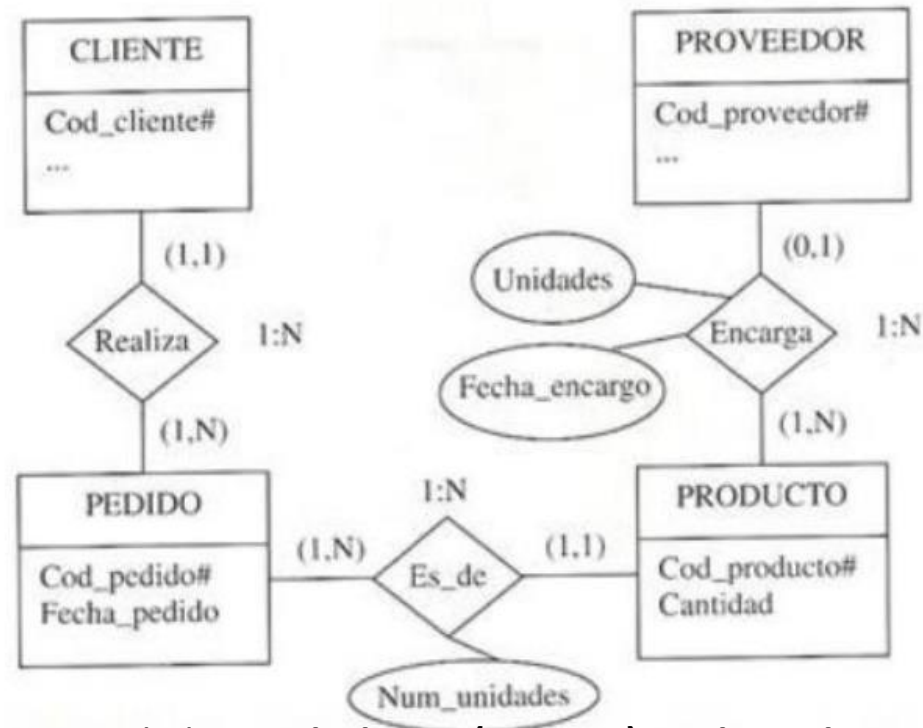 CLIENTE
Cod_cliente#
...
PROVEEDOR
Cod_proveedor#
...
(1,1)
(0,1)
Unidades
Realiza
1:N
Encarga
1:N
Fecha_encargo
(1,N)
(1,N)
PEDIDO
1:N
PRODUCTO
(1,N)
(1,1)
Cod_pedido#
Fecha_pedido
Es_de
Cod_producto#
Cantidad
Num_unidades